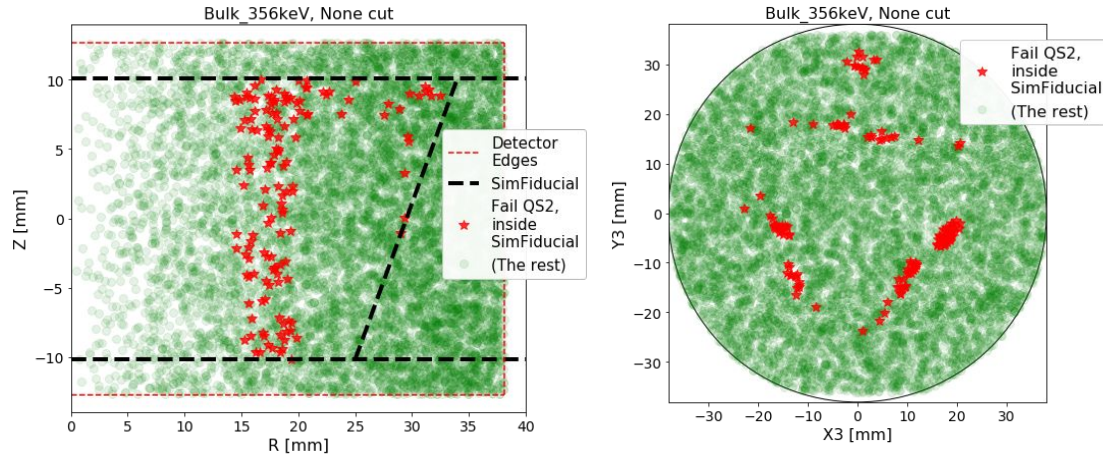 Bulk_356keV, None cut
Z [mm]
10
5
0
−5
−10
0
5
10
15
20
25
30
35
40
R [mm]
Detector
Edges
SimFiducial
Fail QS2,
inside
SimFiducial
(The rest)
Bulk_356keV, None cut
Y3 [mm]
30
20
10
0
−10
−20
−30
−30
−20
−10
0
10
20
30
X3 [mm]
Fail QS2,
inside
SimFiducial
(The rest)